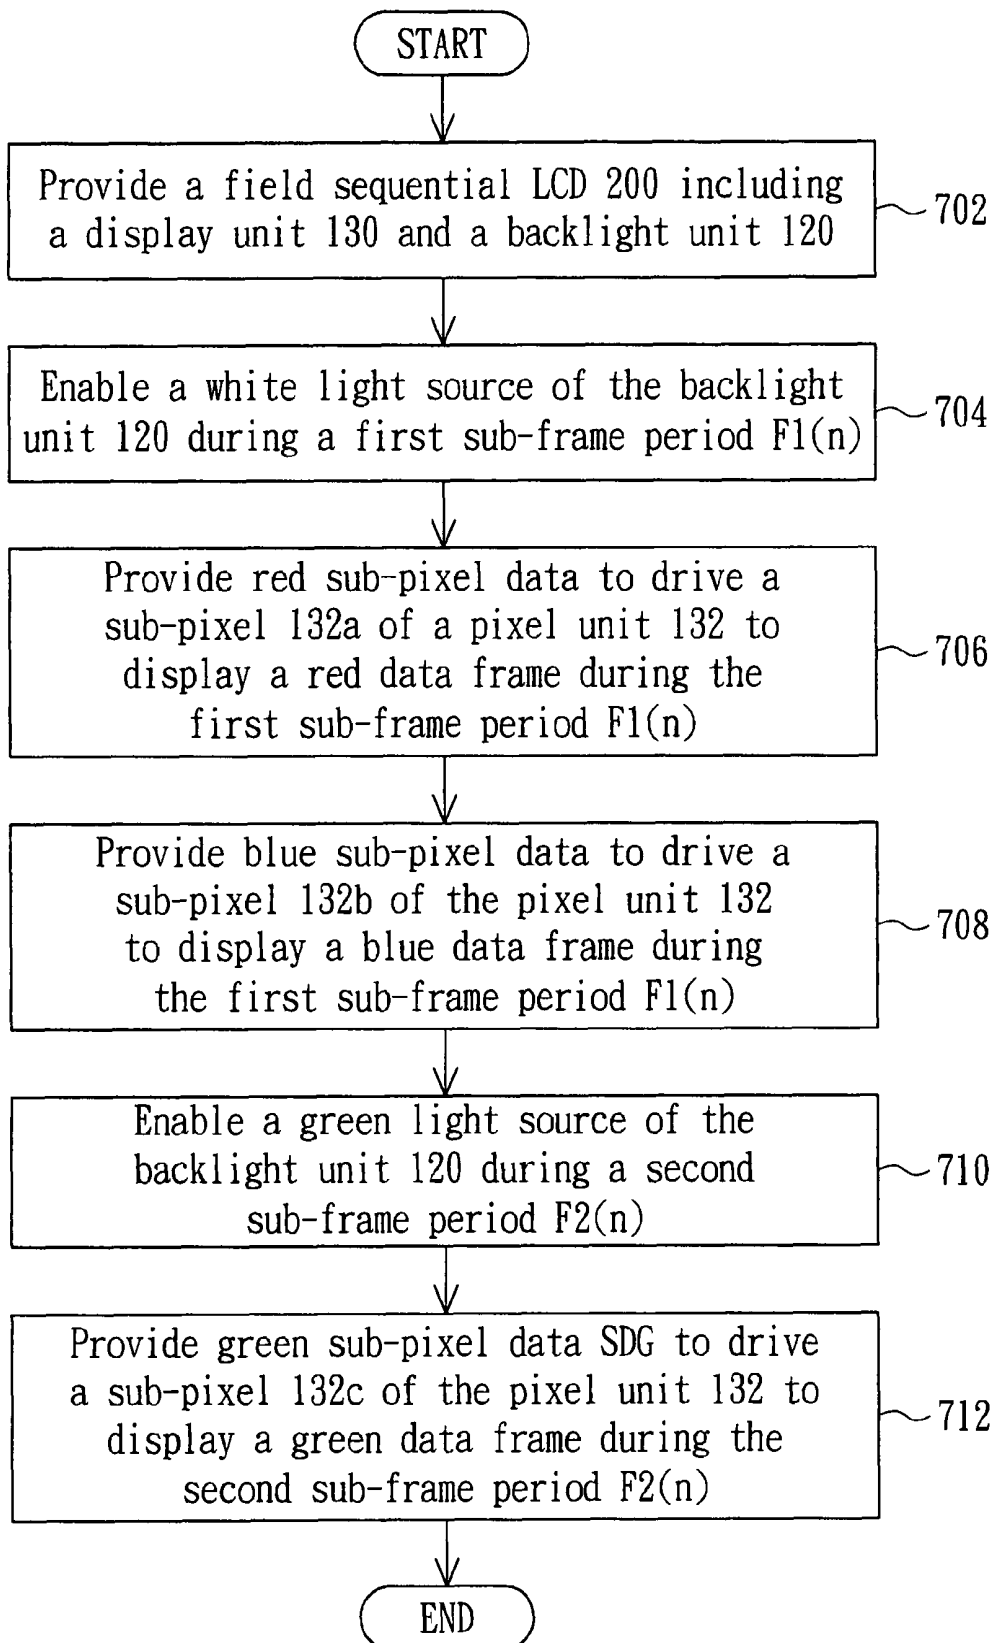 START
Provide a field sequential LCD 200 including
a display unit 130 and a backlight unit 120
702
Enable a white light source of the backlight
unit 120 during a first sub-frame period F1(n)
704
Provide red sub-pixel data to drive a
sub-pixel 132a of a pixel unit 132 to
display a red data frame during the
first sub-frame period F1(n)
706
Provide blue sub-pixel data to drive a
sub-pixel 132b of the pixel unit 132
to display a blue data frame during
the first sub-frame period F1(n)
708
Enable a green light source of the
backlight unit 120 during a second
sub-frame period F2(n)
710
Provide green sub-pixel data SDG to drive
a sub-pixel 132c of the pixel unit 132 to
display a green data frame during the
second sub-frame period F2(n)
712
END